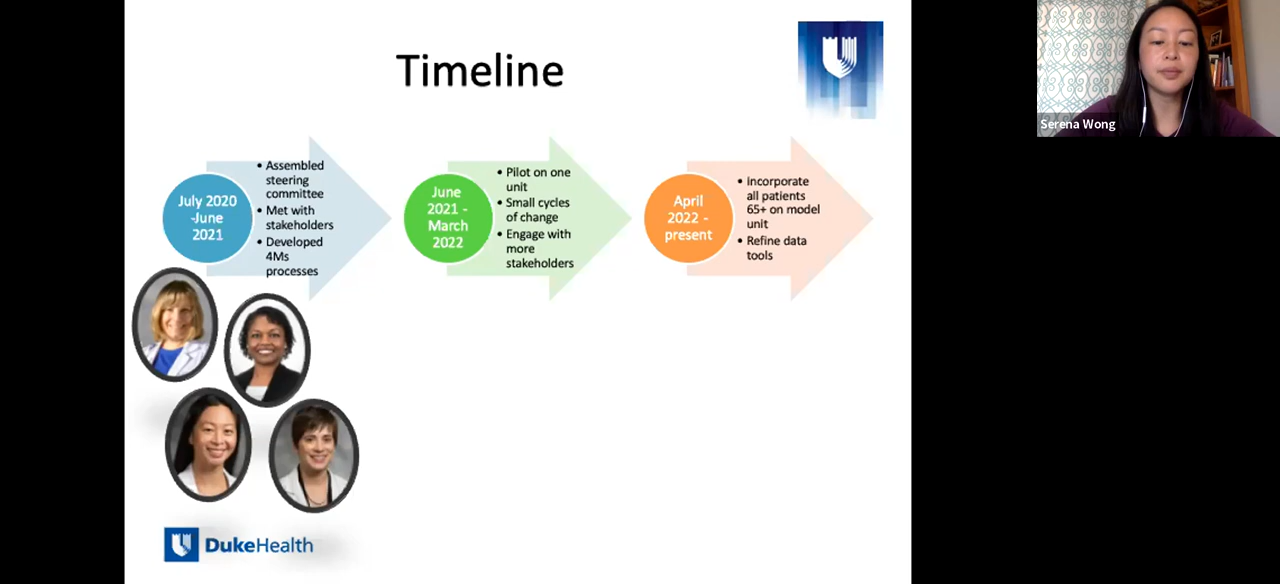 Timeline
July 2020
-June
2021
• Assembled
steering
committee
• Met with
stakeholders
• Developed
4Ms
processes
June
2021 -
March
2022
• Pilot on one
unit
• Small cycles
of change
• Engage with
more
stakeholders
April
2022 -
present
• Incorporate
all patients
65+ on model
unit
• Refine data
tools
DukeHealth
Serena Wong